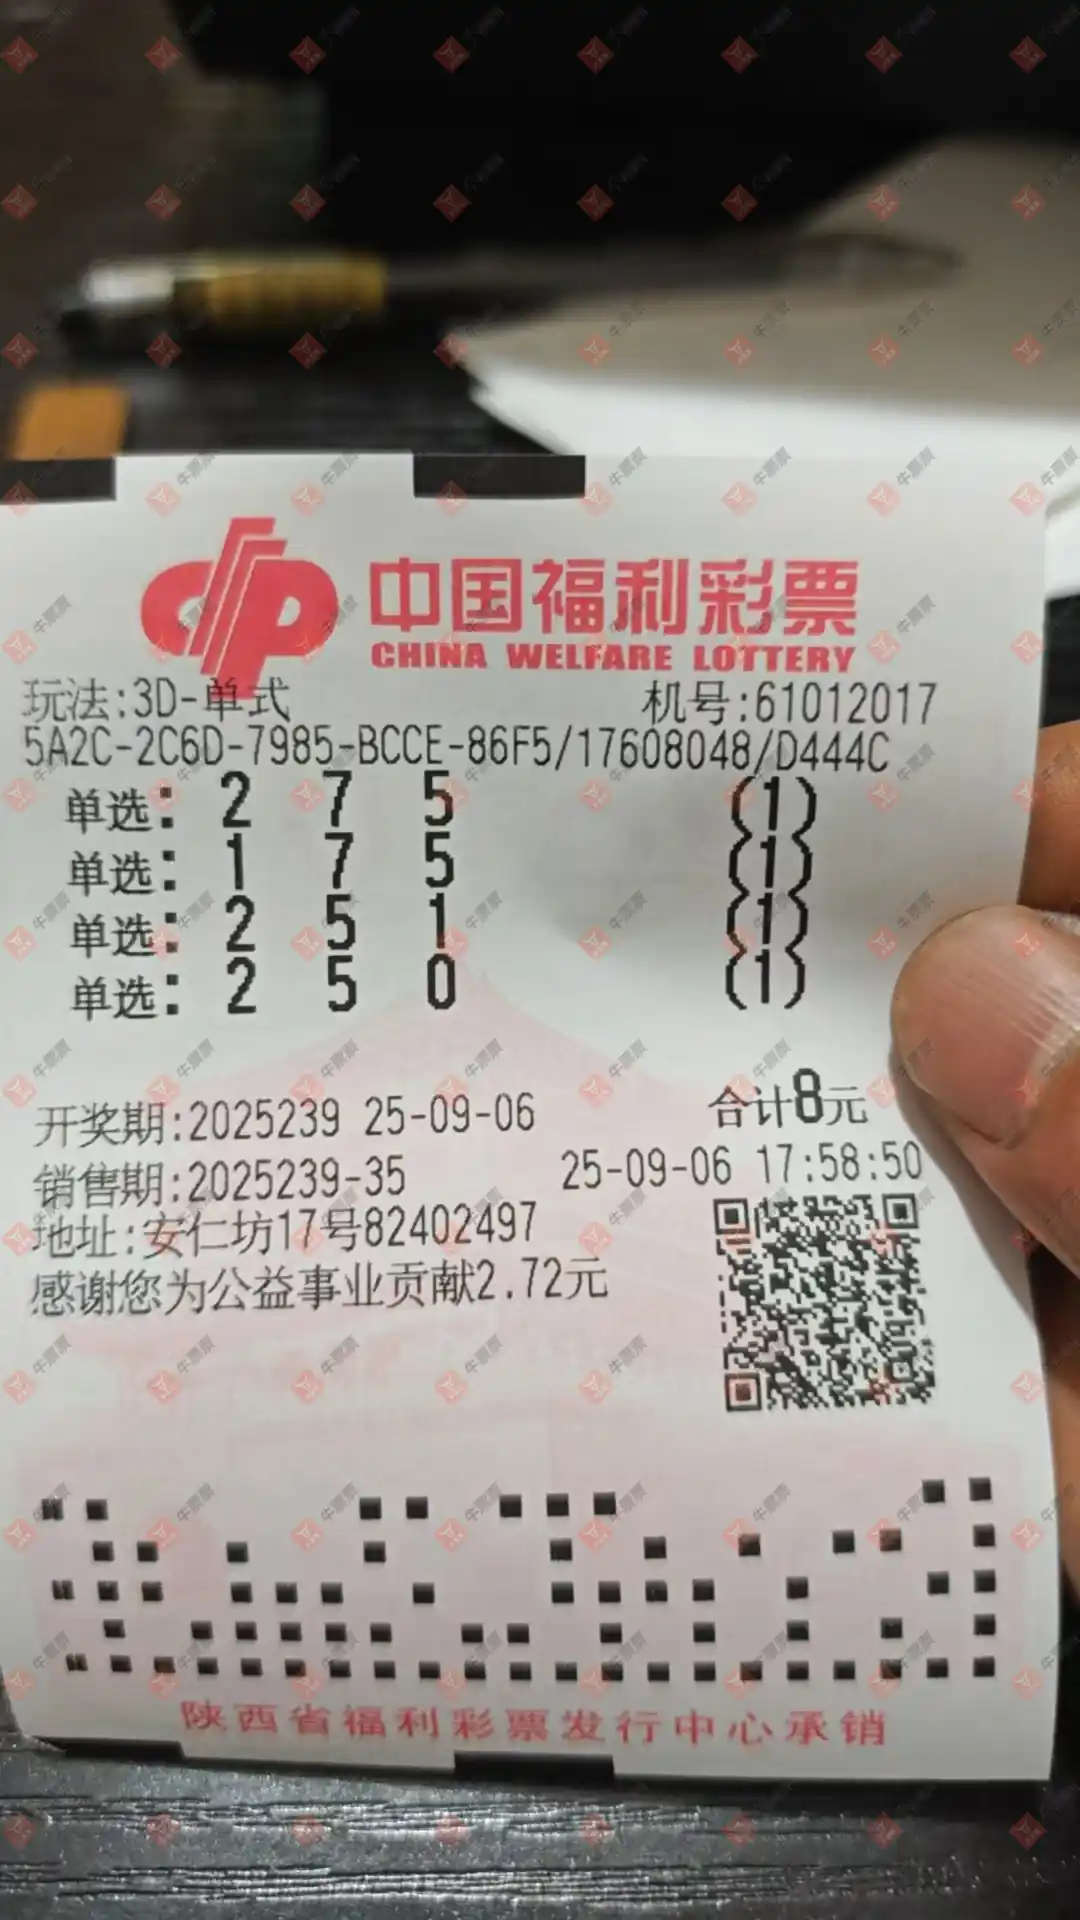 中国福利彩票
CHINA WELFARE LOTTERY
玩法:3D-单式 机号:61012017
5A2C-2C6D-7985-BCCE-86F5/17608048/D444C
单选: 2 7 5 (1)
单选: 1 7 5 (1)
单选: 2 5 1 (1)
单选: 2 5 0 (1)
开奖期:2025239 25-09-06 合计8元
销售期:2025239-35 25-09-06 17:58:50
地址:安仁坊17号82402497
感谢您为公益事业贡献2.72元
陕西省福利彩票发行中心承销
牛票票